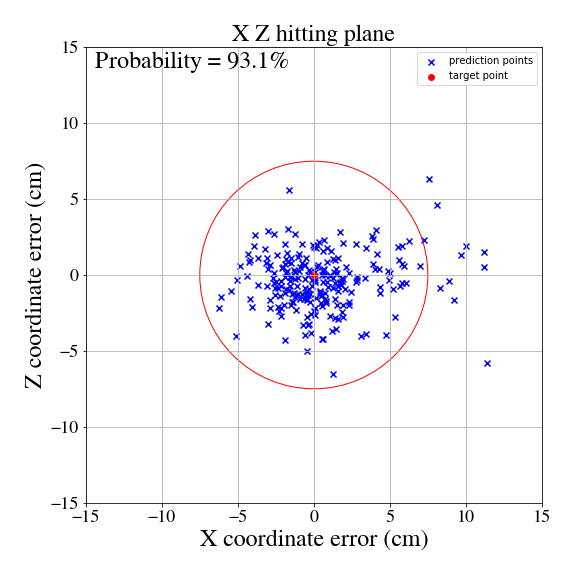 X Z hitting plane
Probability = 93.1%
prediction points
target point
15
10
5
0
−5
−10
−15
Z coordinate error (cm)
−15 −10 −5 0 5 10 15
X coordinate error (cm)